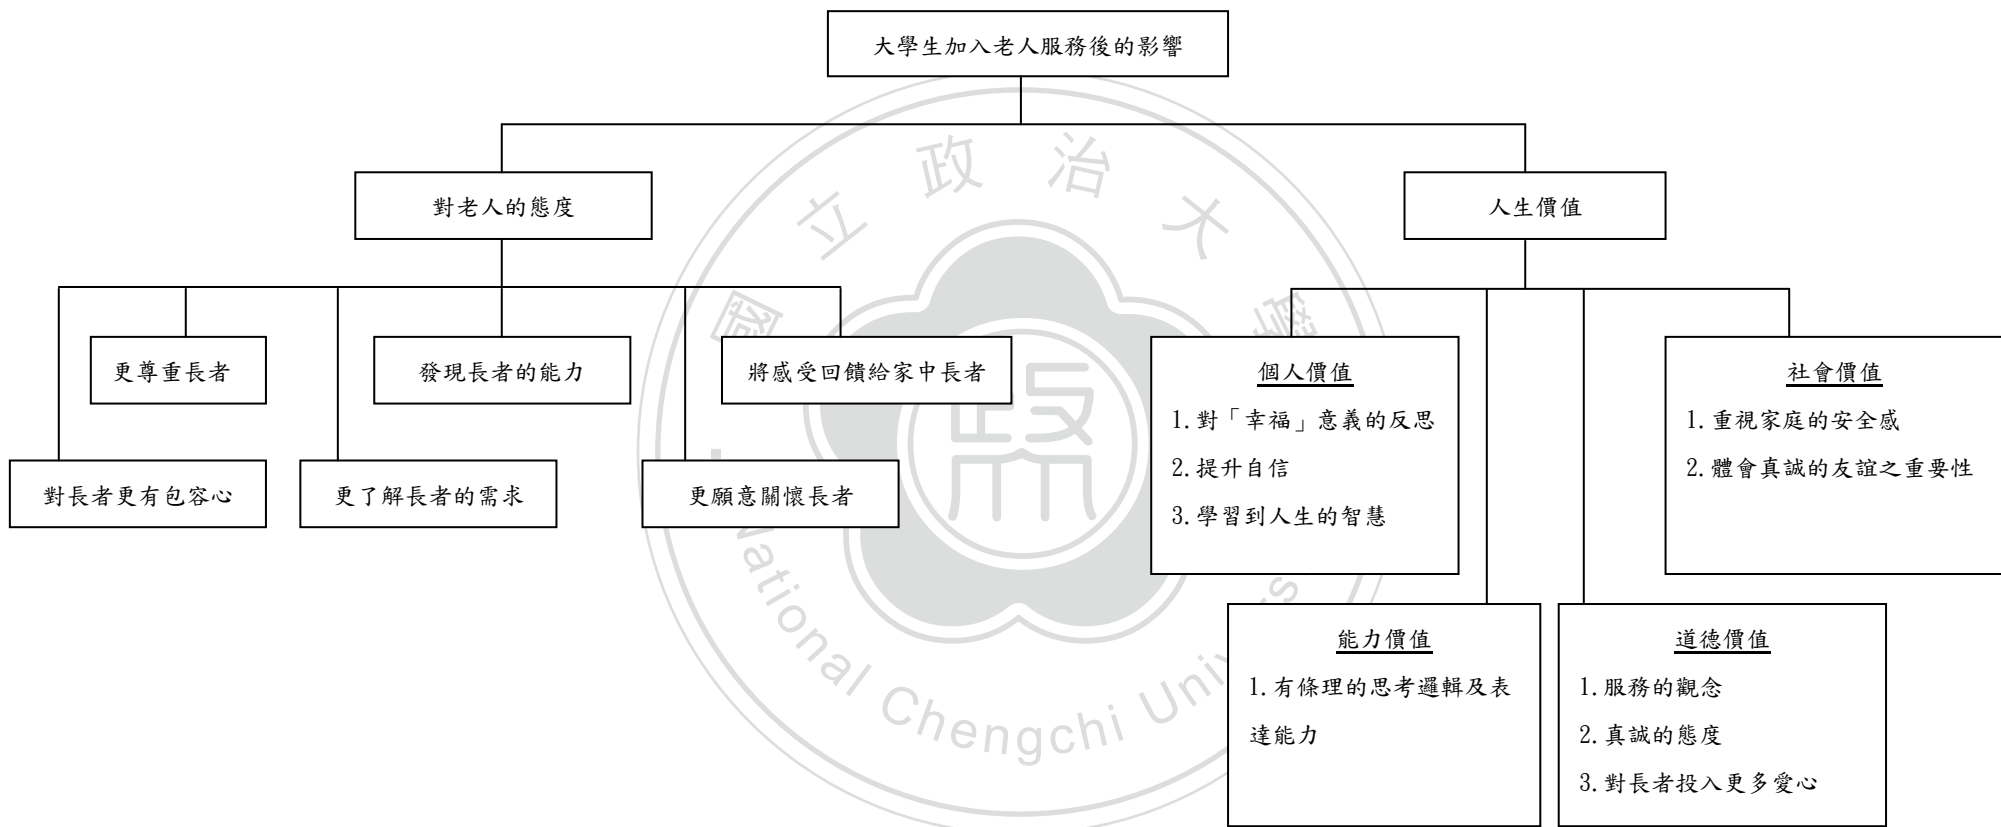 大學生加入老人服務後的影響
對老人的態度
人生價值
更尊重長者
發現長者的能力
將感受回饋給家中長者
對長者更有包容心
更了解長者的需求
更願意關懷長者
個人價值
1.對「幸福」意義的反思
2.提升自信
3.學習到人生的智慧
社會價值
1.重視家庭的安全感
2.體會真誠的友誼之重要性
能力價值
1.有條理的思考邏輯及表
達能力
道德價值
1.服務的觀念
2.真誠的態度
3.對長者投入更多愛心
立政治大學
National Chengchi Univers
政